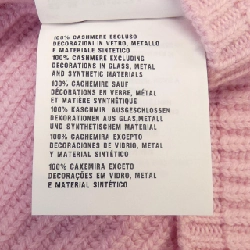 100% CASHMERE ESCLUSO
DECORAZIONI IN VETRO, METALLO
E MATERIALE SINTETICO
100% CASHMERE EXCLUDING
DECORATIONS IN GLASS, METAL
AND SYNTHETIC MATERIALS
100% CACHEMIRE SAUF
DÉCORATIONS EN VERRE, MÉTAL
ET MATIÈRE SYNTHÉTIQUE
100% KASCHMIR AUSGESCHLOSSEN
DEKORATIONEN AUS GLAS, METALL
UND SYNTHETISCHEM MATERIAL
100% CACHEMIRA EXCEPTO
DECORACIONES DE VIDRIO, METAL
Y MATERIAL SINTÉTICO
100% CAXEMIRA EXCETO
DECORAÇÕES EM VIDRO, METAL
E MATERIAL SINTÉTICO